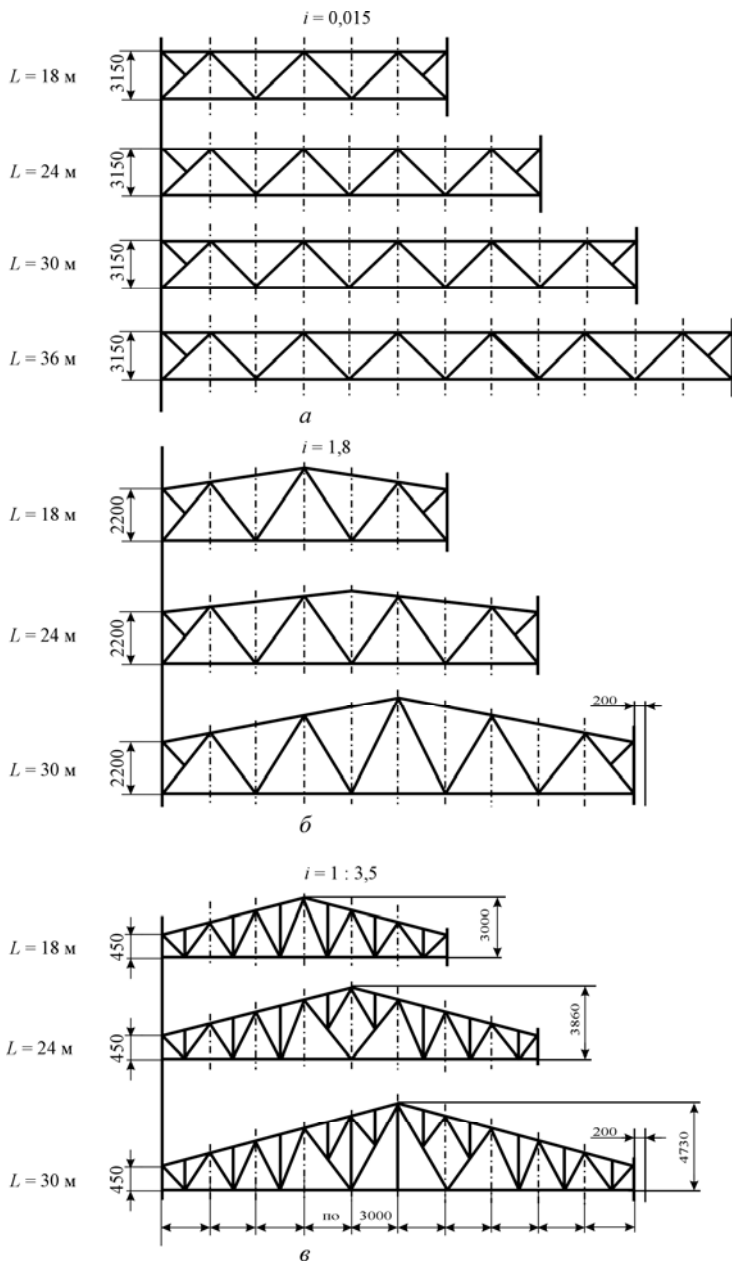 i = 0,015
L = 18 м
3150
L = 24 м
3150
L = 30 м
3150
L = 36 м
3150
а
i = 1,8
L = 18 м
2200
L = 24 м
2200
200
L = 30 м
2200
б
i = 1 : 3,5
L = 18 м
450
3000
L = 24 м
450
3860
200
L = 30 м
450
4730
по 3000
в